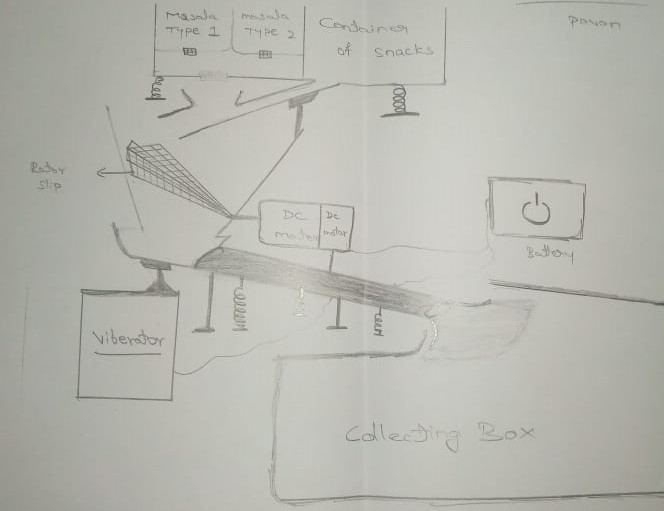 Masala
TYPE 1
masala
TYPE 2
Container
of snacks
pavan
Rotor
slip
DC
motor
DC
motor
Battery
Viberator
Collecting Box